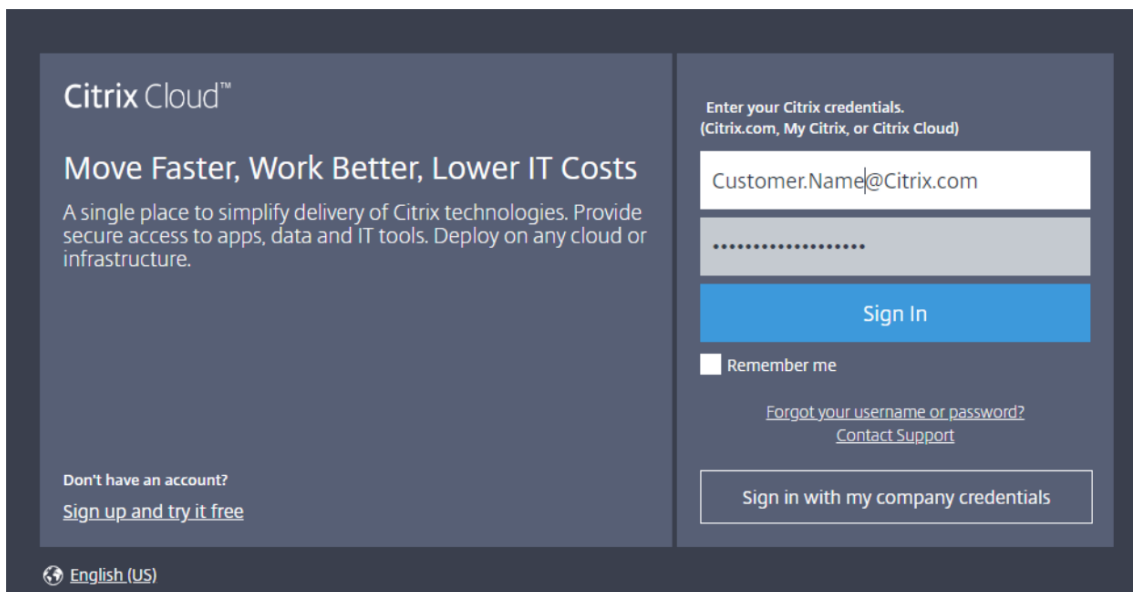 Citrix Cloud™
Move Faster, Work Better, Lower IT Costs
A single place to simplify delivery of Citrix technologies. Provide
secure access to apps, data and IT tools. Deploy on any cloud or
infrastructure.
Don't have an account?
Sign up and try it free
Enter your Citrix credentials.
(Citrix.com, My Citrix, or Citrix Cloud)
Customer.Name@Citrix.com
•••••••••••••••••••
Sign In
Remember me
Forgot your username or password?
Contact Support
Sign in with my company credentials
English (US)